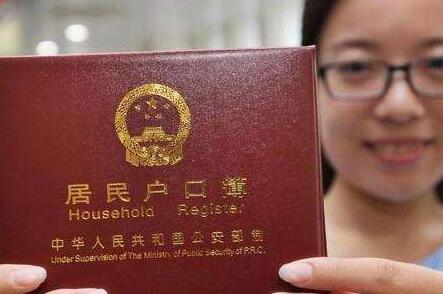 居民户口簿
Household Register
中华人民共和国公安部制
Under Supervision of The Ministry of Public Security of P.R.C.